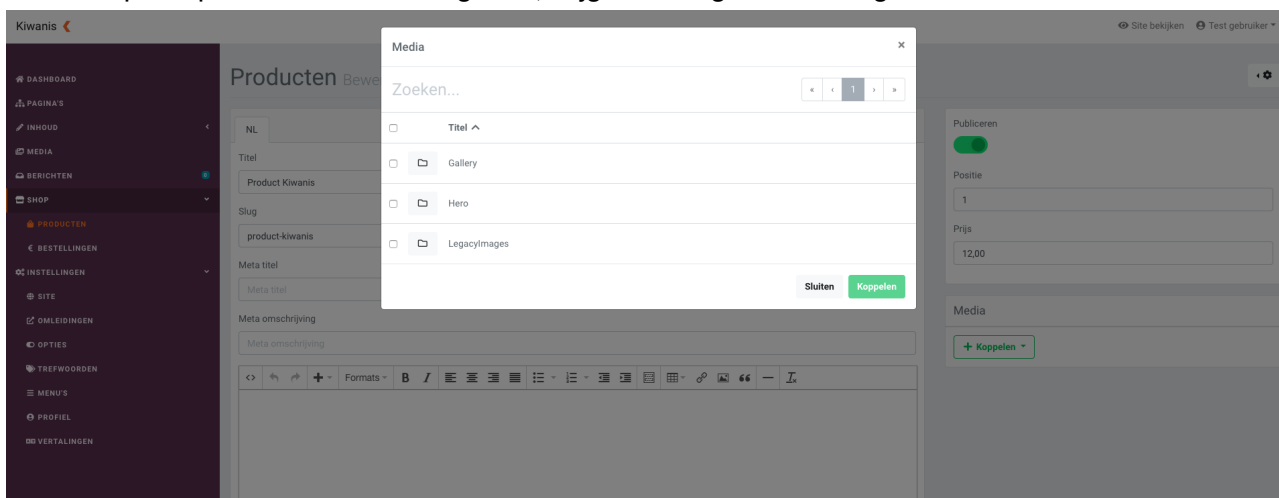 Kiwanis
Site bekijken
Test gebruiker
DASHBOARD
PAGINA'S
INHOUD
MEDIA
BERICHTEN
0
SHOP
PRODUCTEN
€ BESTELLINGEN
INSTELLINGEN
SITE
OMLEIDINGEN
OPTIES
TREFWOORDEN
MENU'S
PROFIEL
VERTALINGEN
Producten Bewe
NL
Titel
Product Kiwanis
Slug
product-kiwanis
Meta titel
Meta titel
Meta omschrijving
Meta omschrijving
Formats
Media
×
Zoeken...
« ‹ 1 › »
Titel
Gallery
Hero
LegacyImages
Sluiten
Koppelen
Publiceren
Positie
1
Prijs
12,00
Media
+ Koppelen